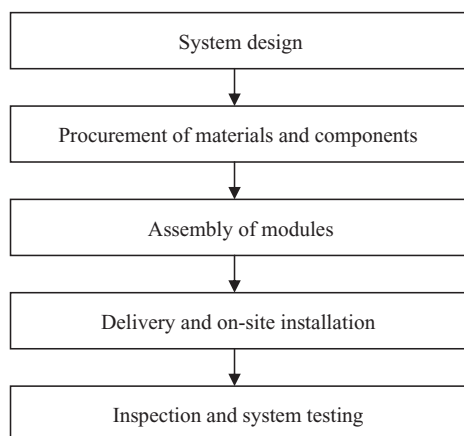 System design
Procurement of materials and components
Assembly of modules
Delivery and on-site installation
Inspection and system testing